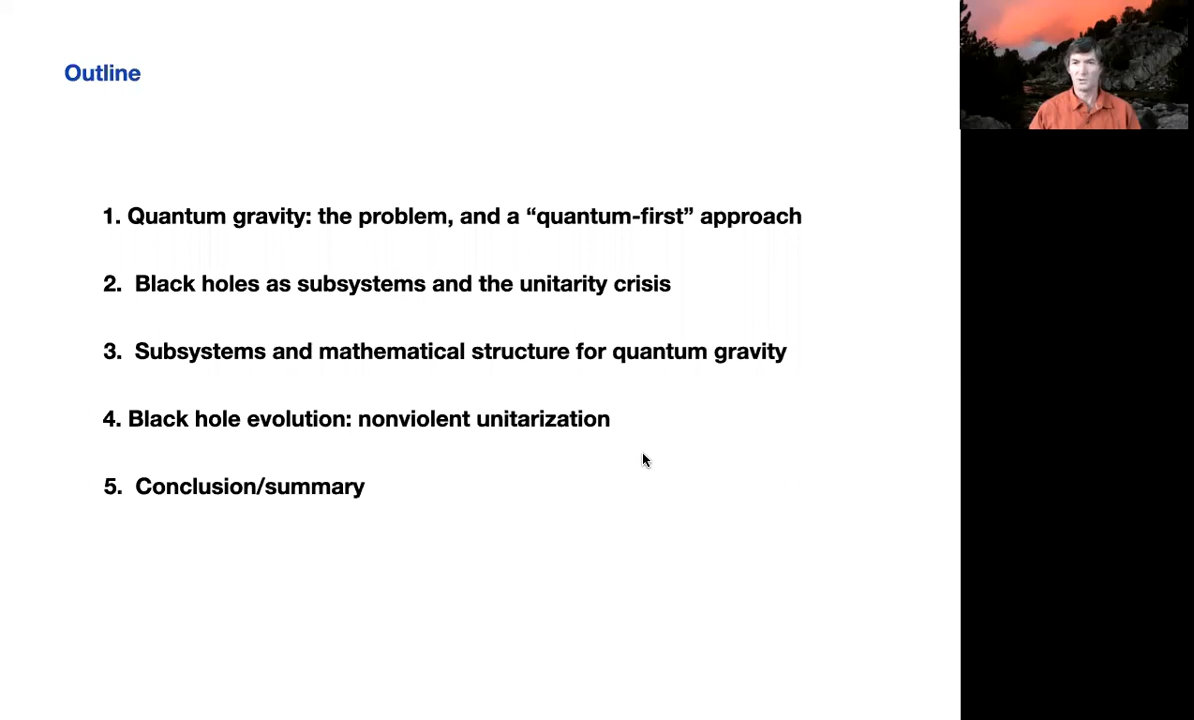 Outline
1. Quantum gravity: the problem, and a “quantum-first” approach
2. Black holes as subsystems and the unitarity crisis
3. Subsystems and mathematical structure for quantum gravity
4. Black hole evolution: nonviolent unitarization
5. Conclusion/summary